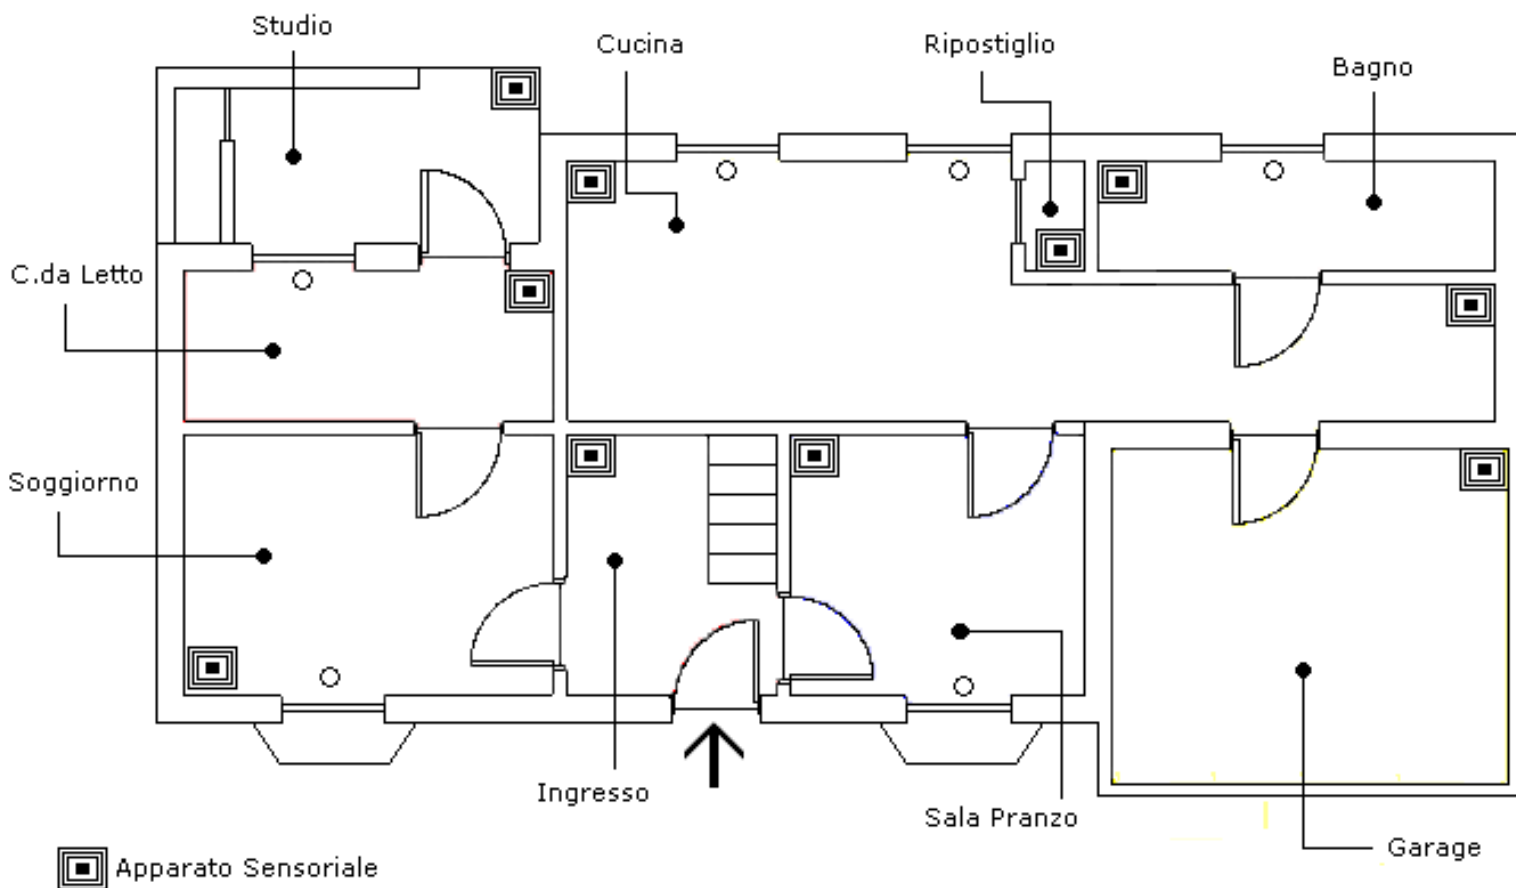 Studio
Cucina
Ripostiglio
Bagno
C.da Letto
Soggiorno
Ingresso
Sala Pranzo
Garage
Apparato Sensoriale